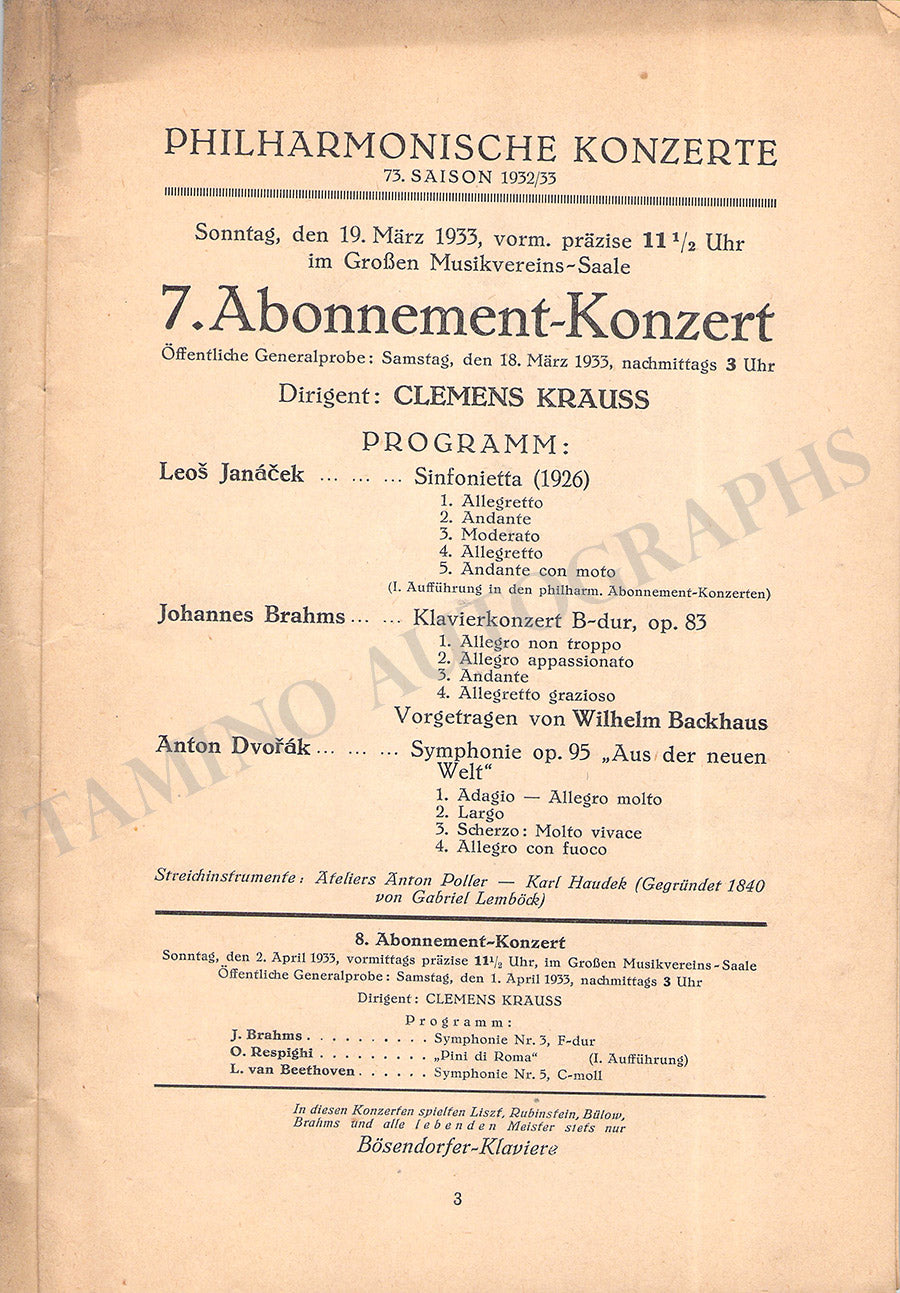 PHILHARMONISCHE KONZERTE
73. SAISON 1932/33
Sonntag, den 19. März 1933, vorm. präzise 11 1/2 Uhr
im Großen Musikvereins-Saale
7. Abonnement-Konzert
Öffentliche Generalprobe: Samstag, den 18. März 1933, nachmittags 3 Uhr
Dirigent: CLEMENS KRAUSS
PROGRAMM:
Leoš Janáček ... ... ... Sinfonietta (1926)
1. Allegretto
2. Andante
3. Moderato
4. Allegretto
5. Andante con moto
(I. Aufführung in den philharm. Abonnement-Konzerten)
Johannes Brahms ... ... Klavierkonzert B-dur, op. 83
1. Allegro non troppo
2. Allegro appassionato
3. Andante
4. Allegretto grazioso
Vorgetragen von Wilhelm Backhaus
Anton Dvořák ... ... ... Symphonie op. 95 „Aus der neuen
Welt“
1. Adagio — Allegro molto
2. Largo
3. Scherzo: Molto vivace
4. Allegro con fuoco
Streichinstrumente: Ateliers Anton Poller — Karl Haudek (Gegründet 1840
von Gabriel Lemböck)
8. Abonnement-Konzert
Sonntag, den 2. April 1933, vormittags präzise 11 1/2 Uhr, im Großen Musikvereins-Saale
Öffentliche Generalprobe: Samstag, den 1. April 1933, nachmittags 3 Uhr
Dirigent: CLEMENS KRAUSS
Programm:
J. Brahms . . . . . . . . . . Symphonie Nr. 3, F-dur
O. Respighi . . . . . . . . . „Pini di Roma“ (I. Aufführung)
L. van Beethoven . . . . . . Symphonie Nr. 5, C-moll
In diesen Konzerten spielten Liszt, Rubinstein, Bülow,
Brahms und alle lebenden Meister stets nur
Bösendorfer-Klaviere
3
TAMINO AUTOGRAPHS